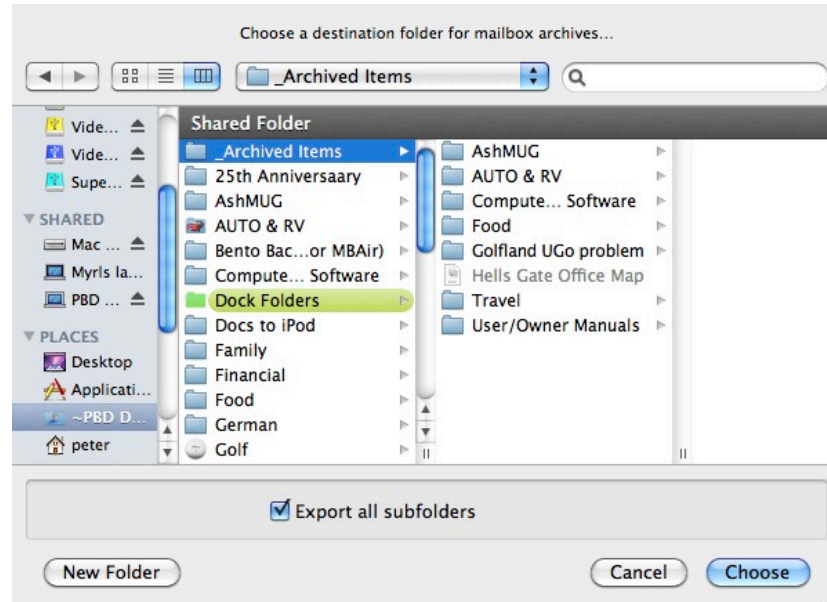 Choose a destination folder for mailbox archives...
_Archived Items
Vide...
Vide...
Supe...
SHARED
Mac ...
Myrls la...
PBD ...
PLACES
Desktop
Applicati...
~PBD D...
peter
Shared Folder
_Archived Items
25th Anniversaary
AshMUG
AUTO & RV
Bento Bac...or MBAir)
Compute... Software
Dock Folders
Docs to iPod
Family
Financial
Food
German
Golf
AshMUG
AUTO & RV
Compute... Software
Food
Golfland UGo problem
Hells Gate Office Map
Travel
User/Owner Manuals
Export all subfolders
New Folder
Cancel
Choose